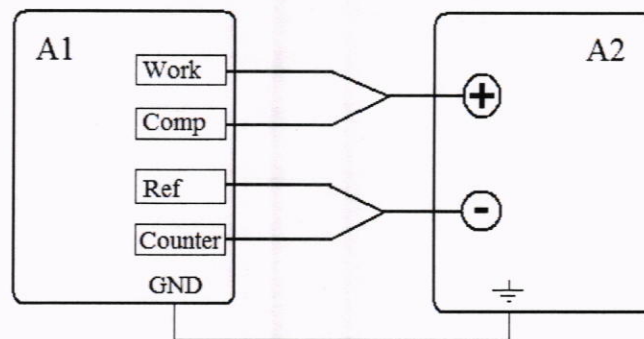 A1
Work
Comp
Ref
Counter
GND
A2
+
-